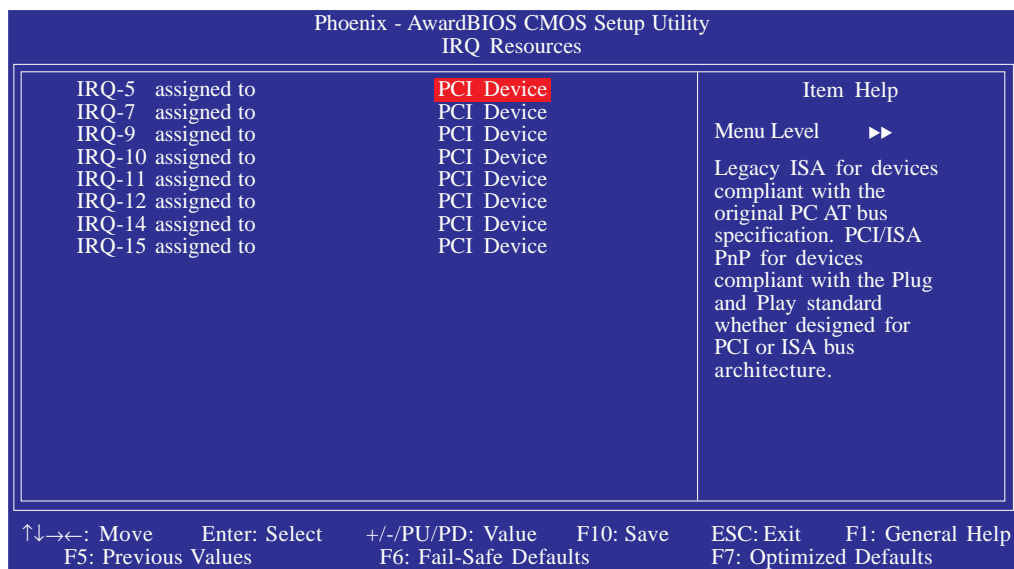 Phoenix - AwardBIOS CMOS Setup Utility
IRQ Resources
IRQ-5 assigned to PCI Device
IRQ-7 assigned to PCI Device
IRQ-9 assigned to PCI Device
IRQ-10 assigned to PCI Device
IRQ-11 assigned to PCI Device
IRQ-12 assigned to PCI Device
IRQ-14 assigned to PCI Device
IRQ-15 assigned to PCI Device
Item Help
Menu Level ►►
Legacy ISA for devices
compliant with the
original PC AT bus
specification. PCI/ISA
PnP for devices
compliant with the Plug
and Play standard
whether designed for
PCI or ISA bus
architecture.
↑↓→←: Move Enter: Select +/-/PU/PD: Value F10: Save ESC: Exit F1: General Help
F5: Previous Values F6: Fail-Safe Defaults F7: Optimized Defaults